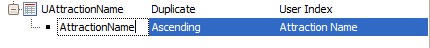 UAttractionName Duplicate User Index
AttractionName Ascending Attraction Name